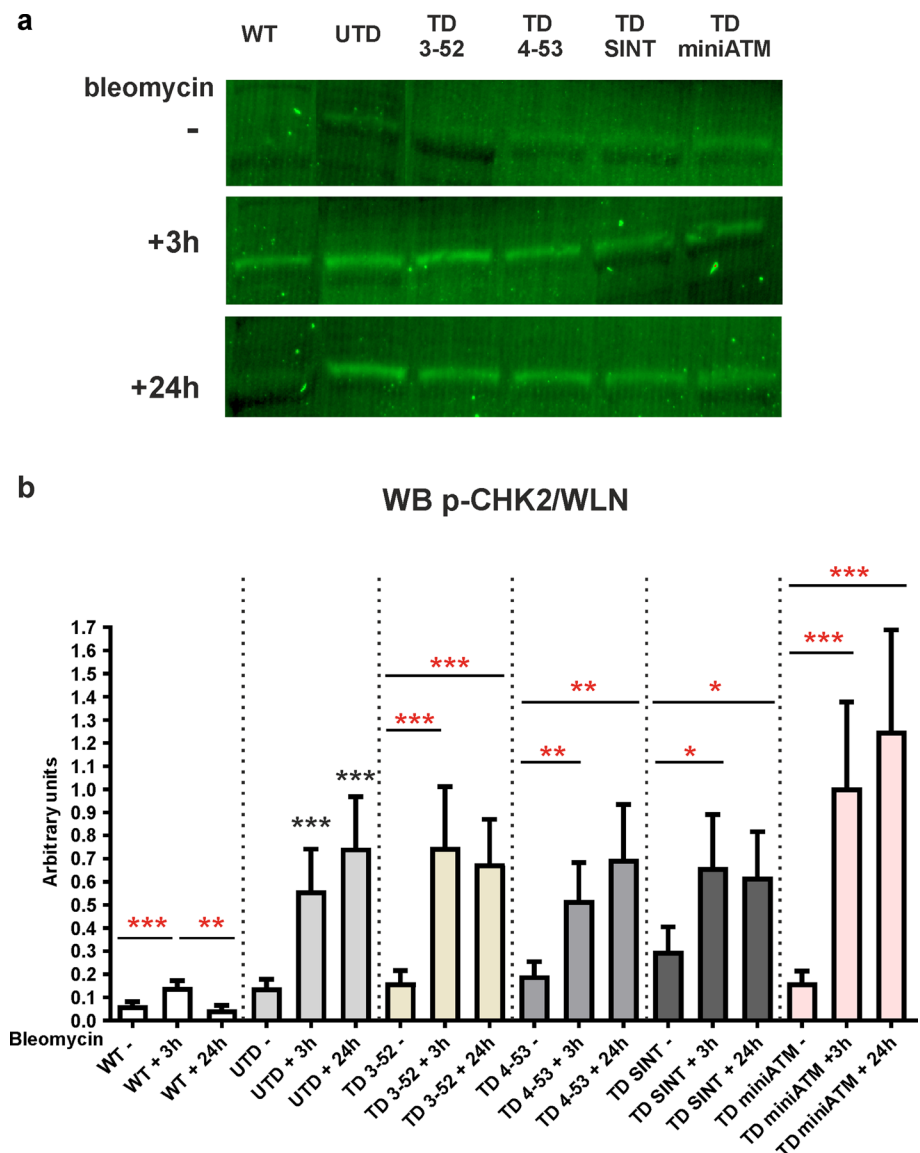 a
WT
UTD
TD
3-52
TD
4-53
TD
SINT
TD
miniATM
bleomycin
-
+3h
+24h
b
WB p-CHK2/WLN
Arbitrary units
1.7
1.6
1.5
1.4
1.3
1.2
1.1
1.0
0.9
0.8
0.7
0.6
0.5
0.4
0.3
0.2
0.1
0.0
***
**
***
***
***
***
**
**
*
*
***
***
Bleomycin
WT -
WT + 3h
WT + 24h
UTD -
UTD + 3h
UTD + 24h
TD 3-52 -
TD 3-52 + 3h
TD 3-52 + 24h
TD 4-53 -
TD 4-53 + 3h
TD 4-53 + 24h
TD SINT -
TD SINT + 3h
TD SINT + 24h
TD miniATM -
TD miniATM +3h
TD miniATM + 24h